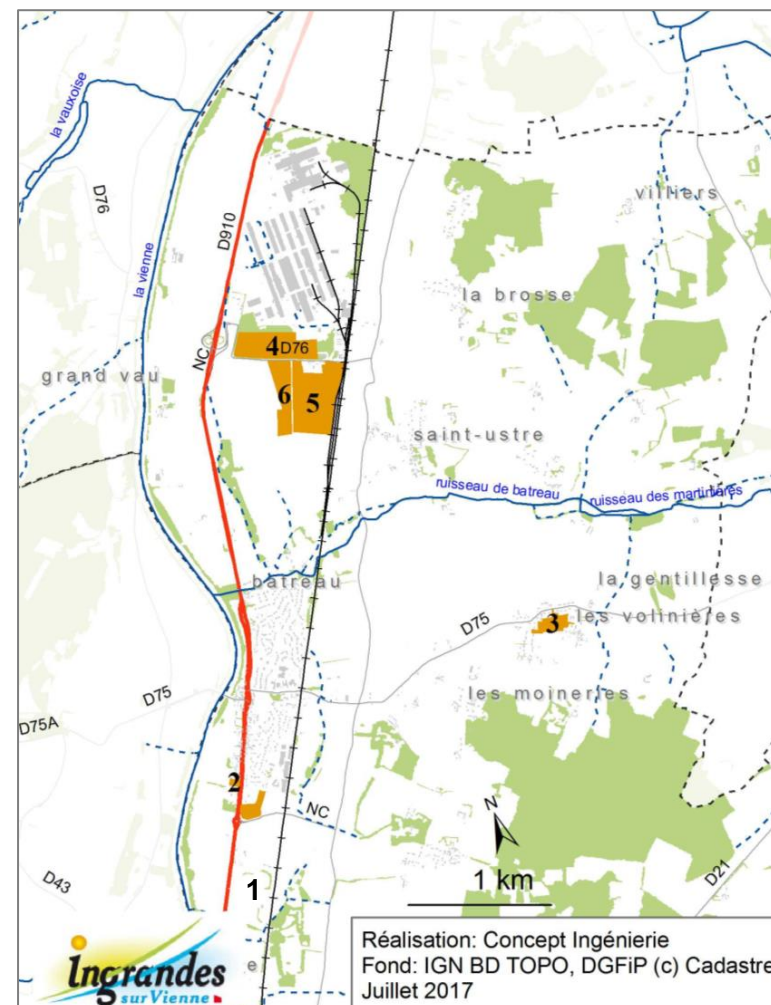 la vauxoise
D76
villiers
D910
la vienne
la brosse
NC
4 D76
grand vau
6
5
saint-ustre
ruisseau de batreau
ruisseau des martinières
batreau
la gentillesse
D75
3
les volinières
D75
les moineries
D75A
2
NC
N
1 km
D21
D43
1
e
Ingrandes
sur Vienne
Réalisation: Concept Ingénierie
Fond: IGN BD TOPO, DGFiP (c) Cadastre
Juillet 2017